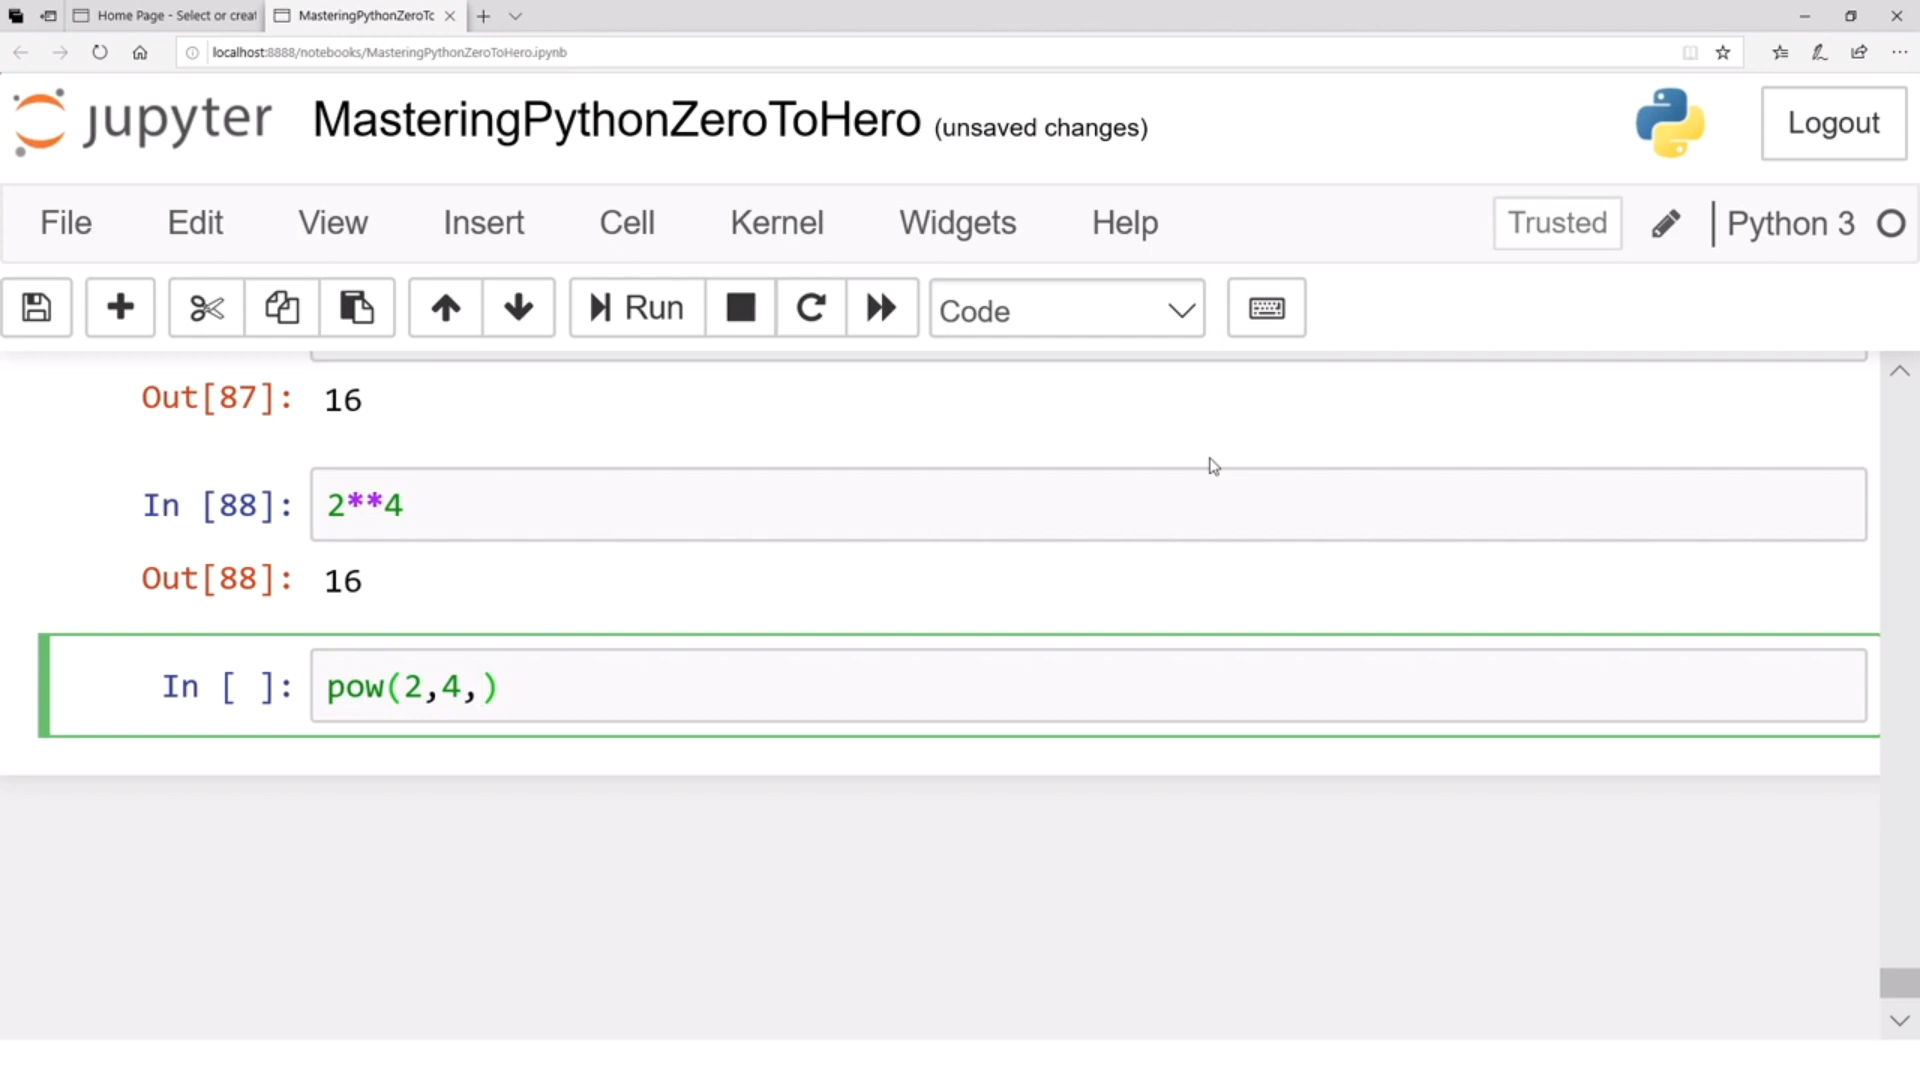 Home Page - Select or creat
MasteringPythonZeroTc
localhost:8888/notebooks/MasteringPythonZeroToHero.ipynb
jupyter MasteringPythonZeroToHero (unsaved changes)
Logout
File Edit View Insert Cell Kernel Widgets Help
Trusted
Python 3
Run
Code
Out[87]: 16
In [88]: 2**4
Out[88]: 16
In [ ]: pow(2,4,)